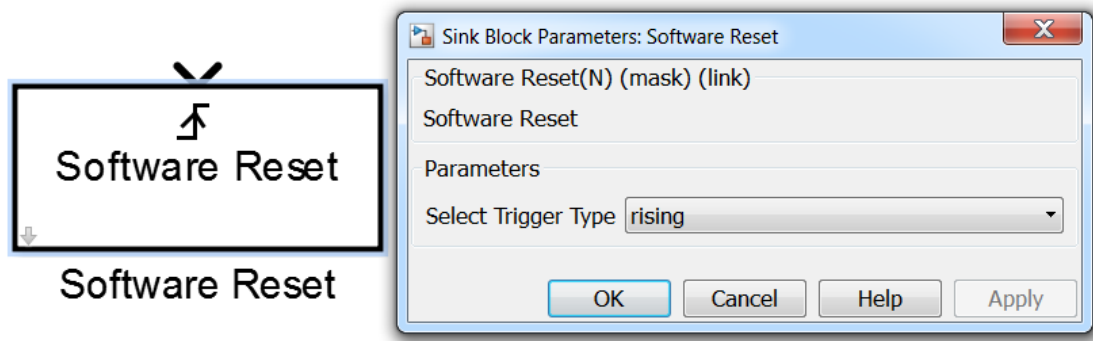 Software Reset
Software Reset
Sink Block Parameters: Software Reset
Software Reset(N) (mask) (link)
Software Reset
Parameters
Select Trigger Type rising
OK Cancel Help Apply